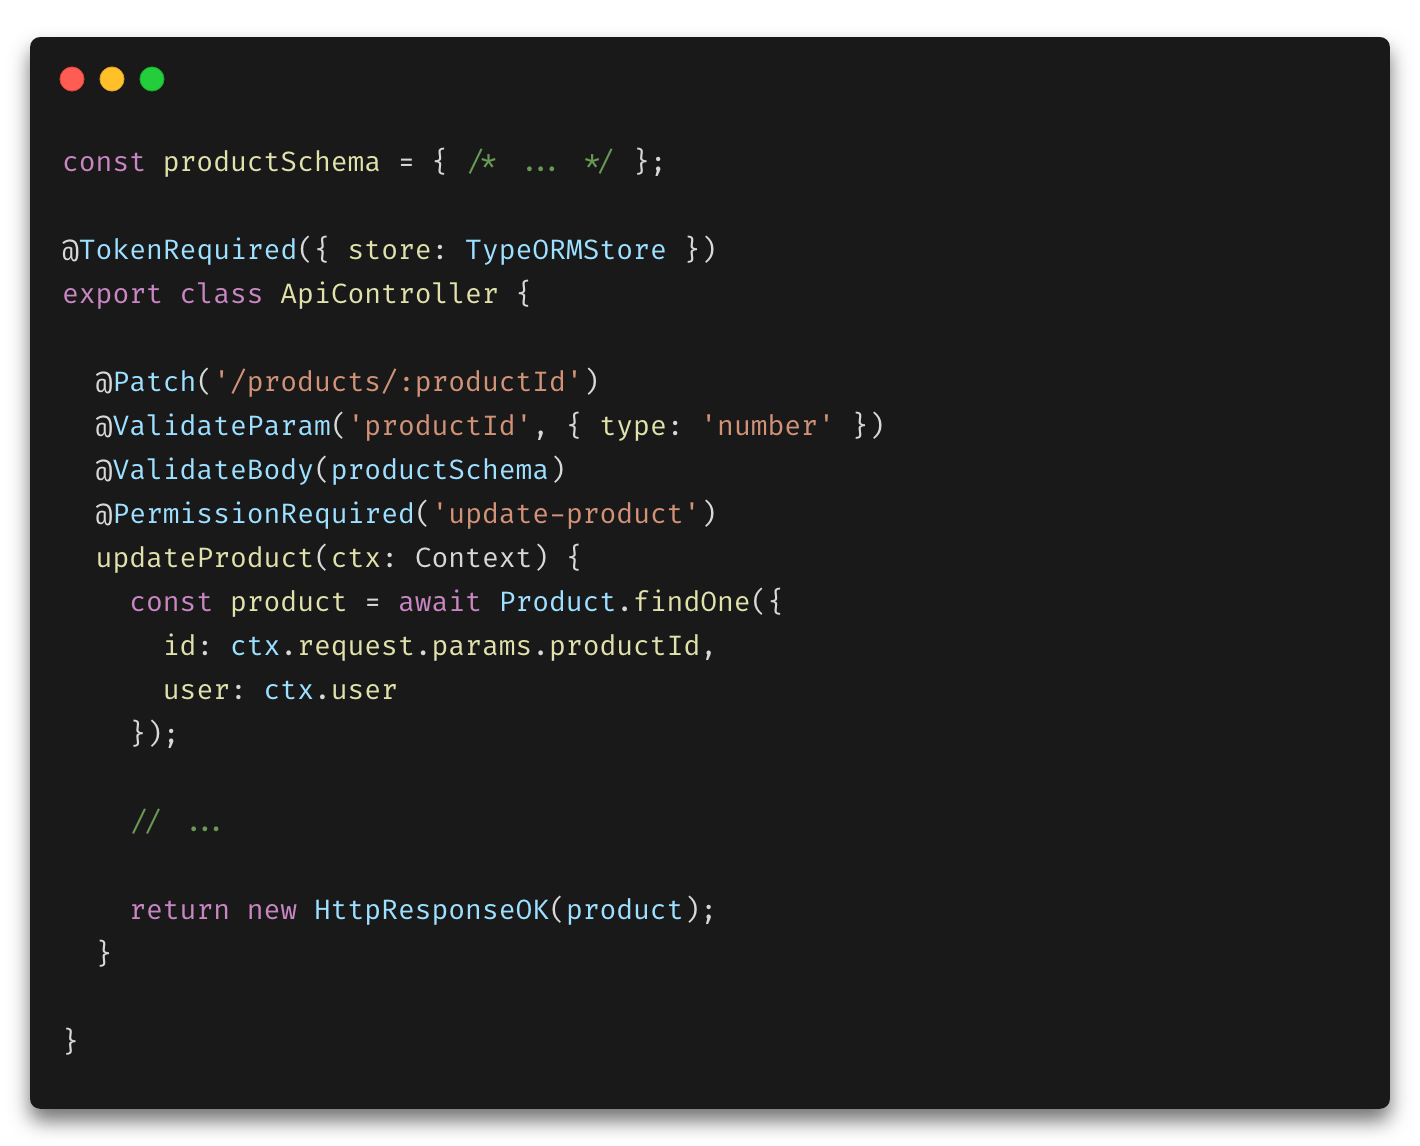 const productSchema = { /* ... */ };
@TokenRequired({ store: TypeORMStore })
export class ApiController {
@Patch('/products/:productId')
@ValidateParam('productId', { type: 'number' })
@ValidateBody(productSchema)
@PermissionRequired('update-product')
updateProduct(ctx: Context) {
const product = await Product.findOne({
id: ctx.request.params.productId,
user: ctx.user
});
// ...
return new HttpResponseOK(product);
}
}